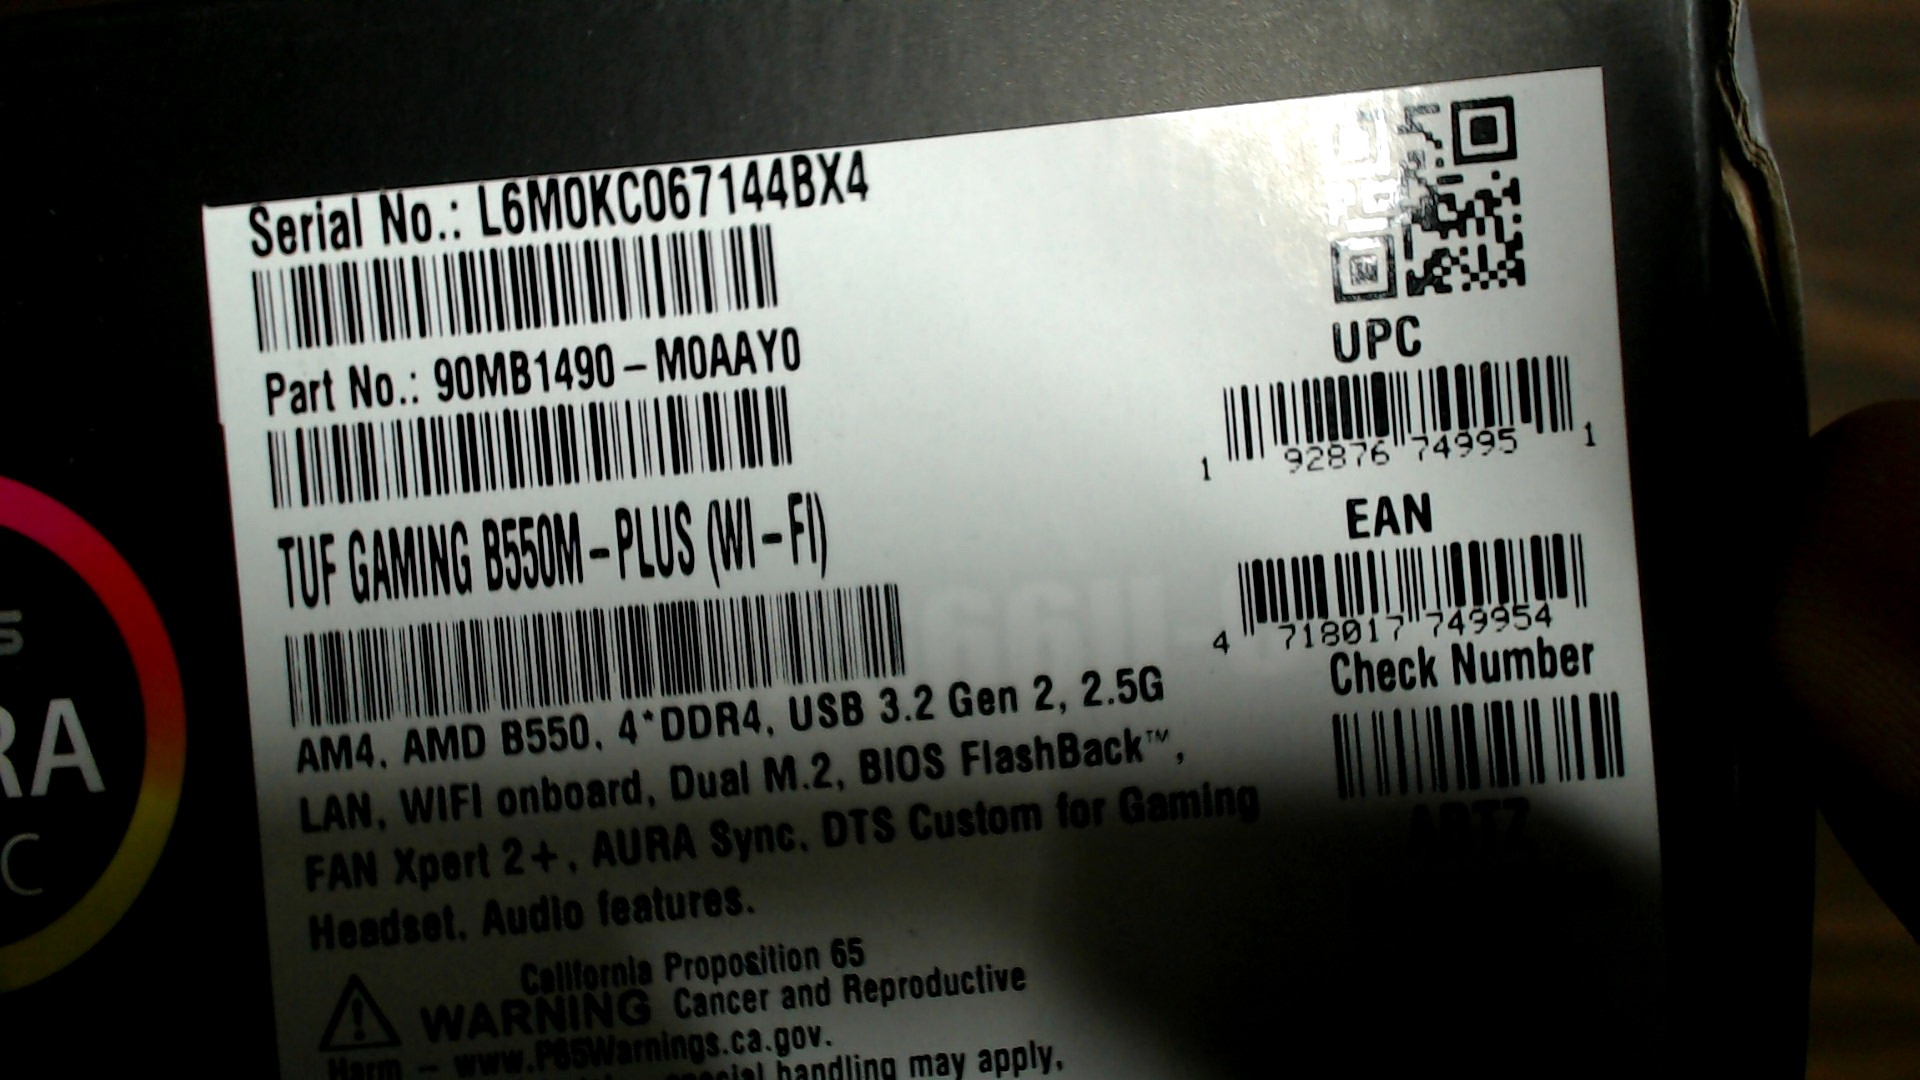 Serial No.: L6M0KC067144BX4
Part No.: 90MB1490-M0AAY0
TUF GAMING B550M-PLUS (WI-FI)
AM4, AMD B550, 4*DDR4, USB 3.2 Gen 2, 2.5G
LAN, WIFI onboard, Dual M.2, BIOS FlashBack™,
FAN Xpert 2+, AURA Sync, DTS Custom for Gaming
Headset, Audio features.
California Proposition 65
WARNING Cancer and Reproductive
Harm - www.P65Warnings.ca.gov.
special handling may apply,
UPC
1 92876 74995 1
EAN
4 718017 749954
Check Number
RA
C